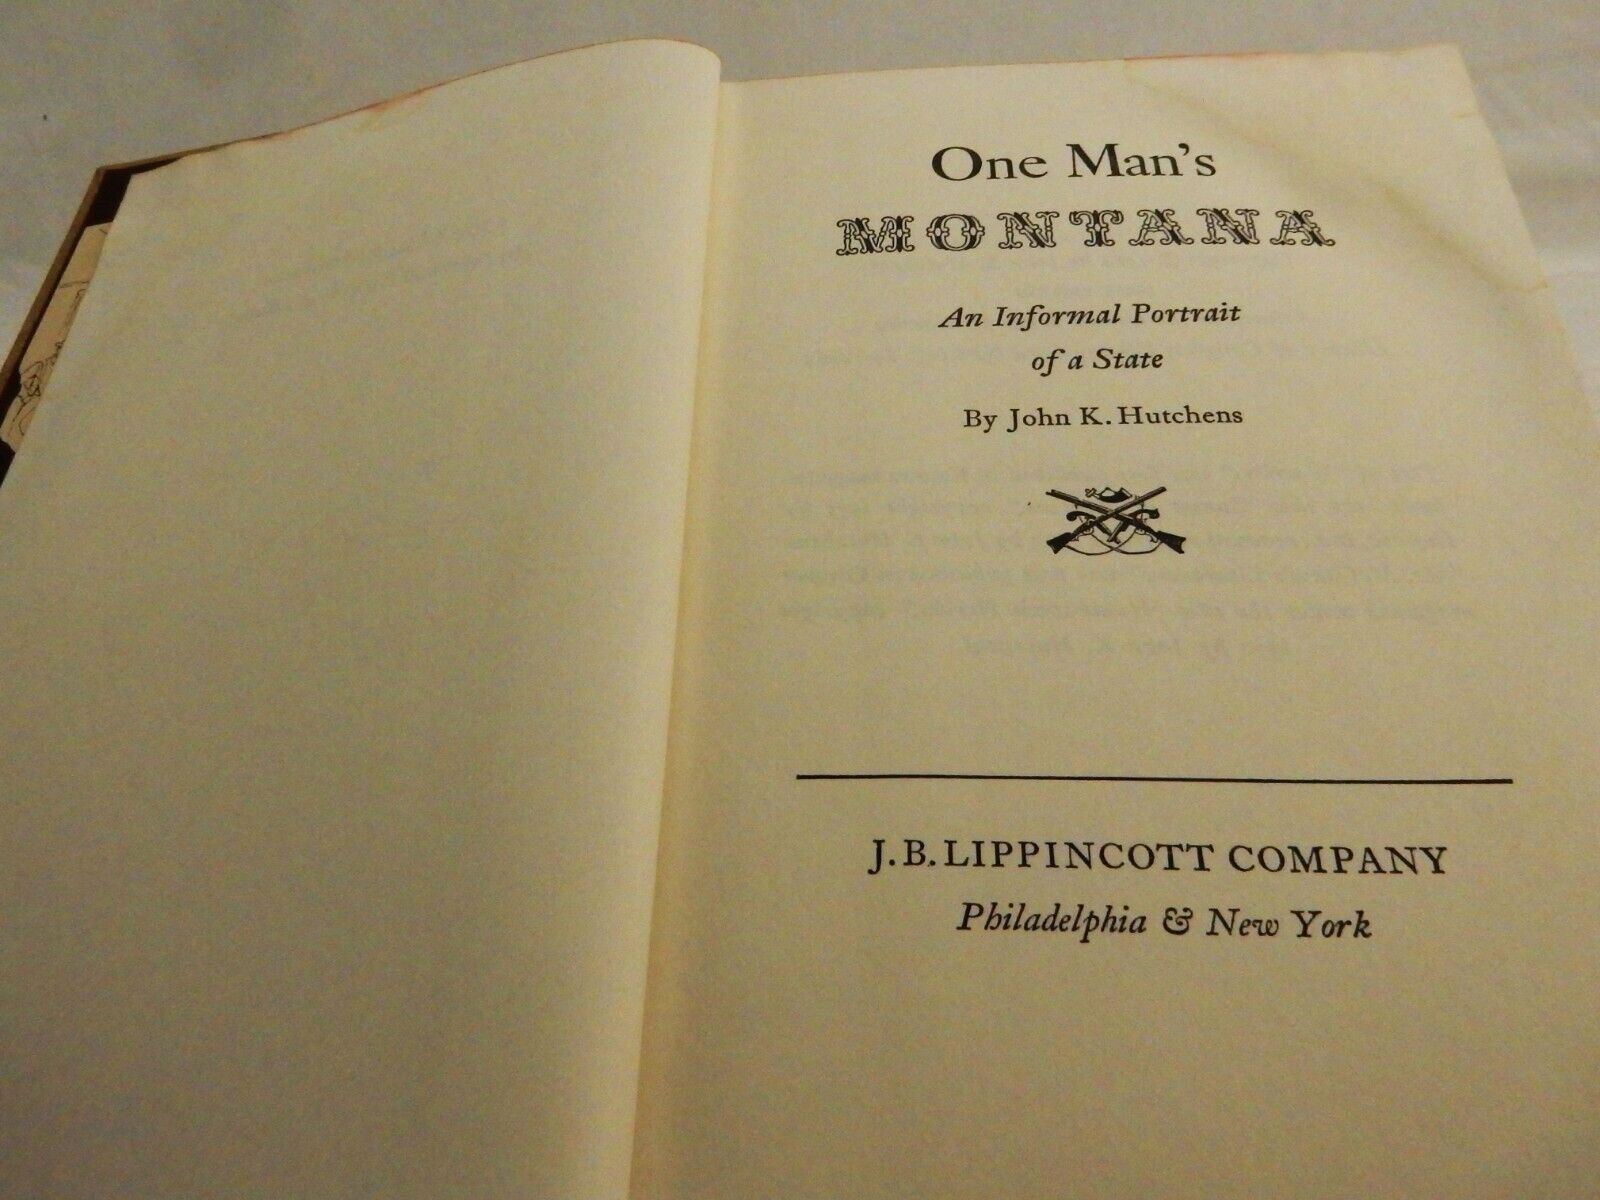 One Man's
MONTANA
An Informal Portrait
of a State
By John K. Hutchens
J. B. LIPPINCOTT COMPANY
Philadelphia & New York